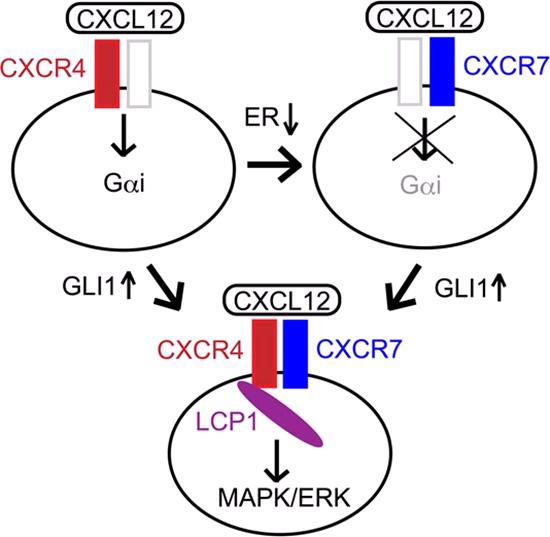 CXCL12
CXCR4
Gαi
ER↓
CXCL12
CXCR7
Gαi
GLI1↑
GLI1↑
CXCL12
CXCR4
CXCR7
LCP1
MAPK/ERK